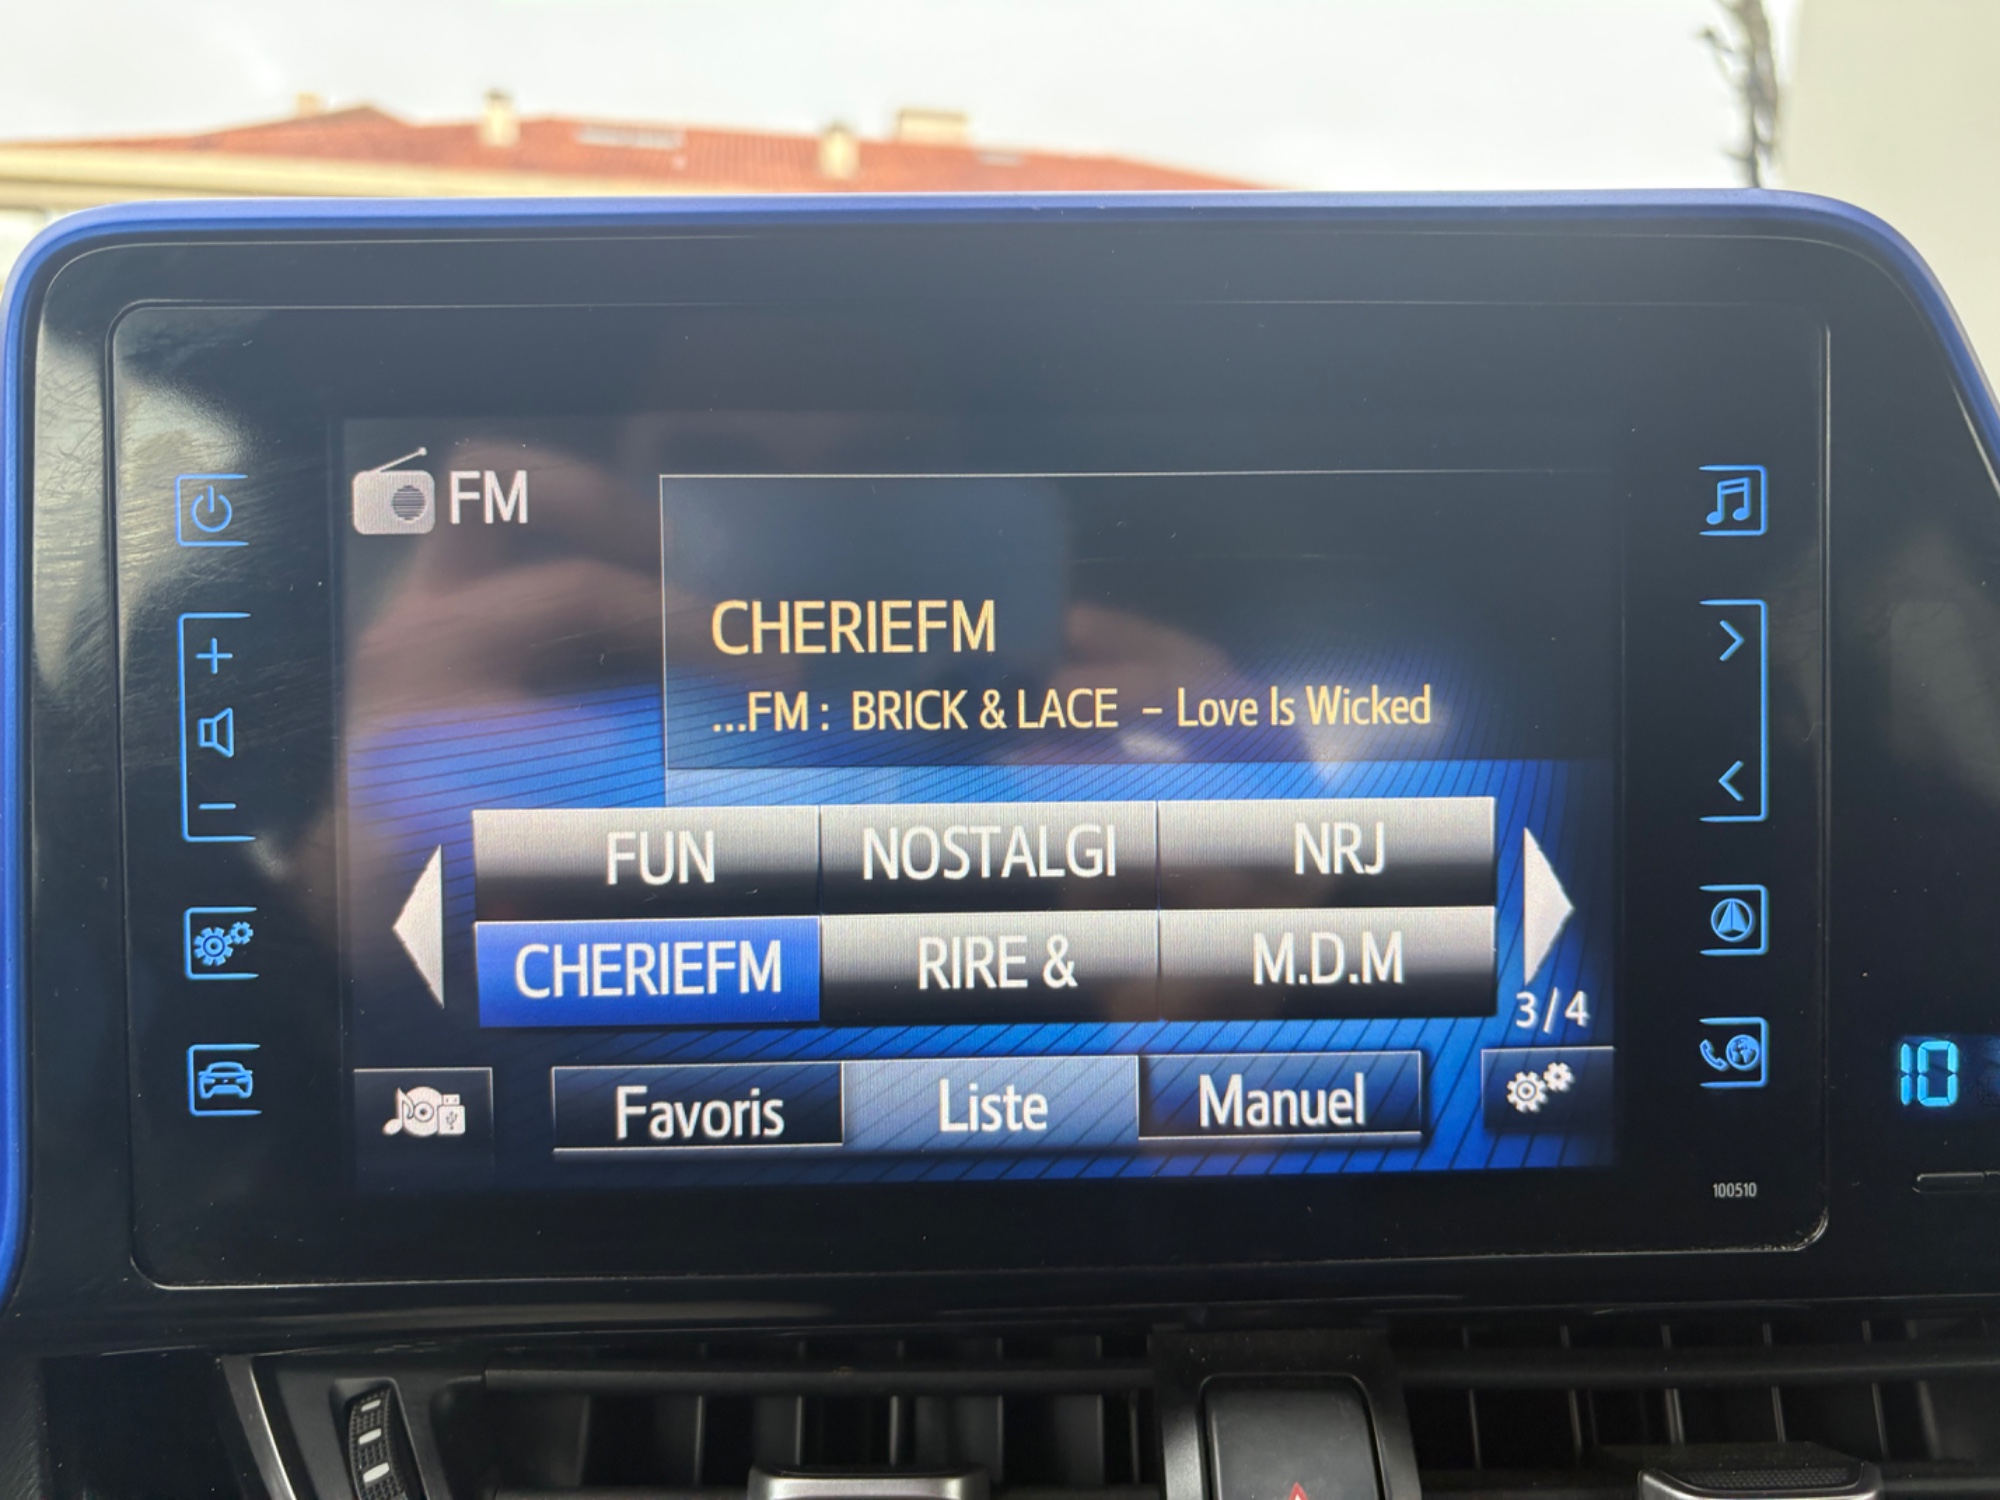 FM
CHERIEFM
...FM : BRICK & LACE – Love Is Wicked
FUN NOSTALGI NRJ
CHERIEFM RIRE & M.D.M
3/4
Favoris Liste Manuel
10
100510